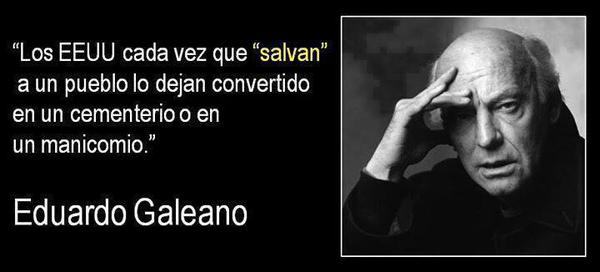 “Los EEUU cada vez que “salvan”
a un pueblo lo dejan convertido
en un cementerio o en
un manicomio.”
Eduardo Galeano